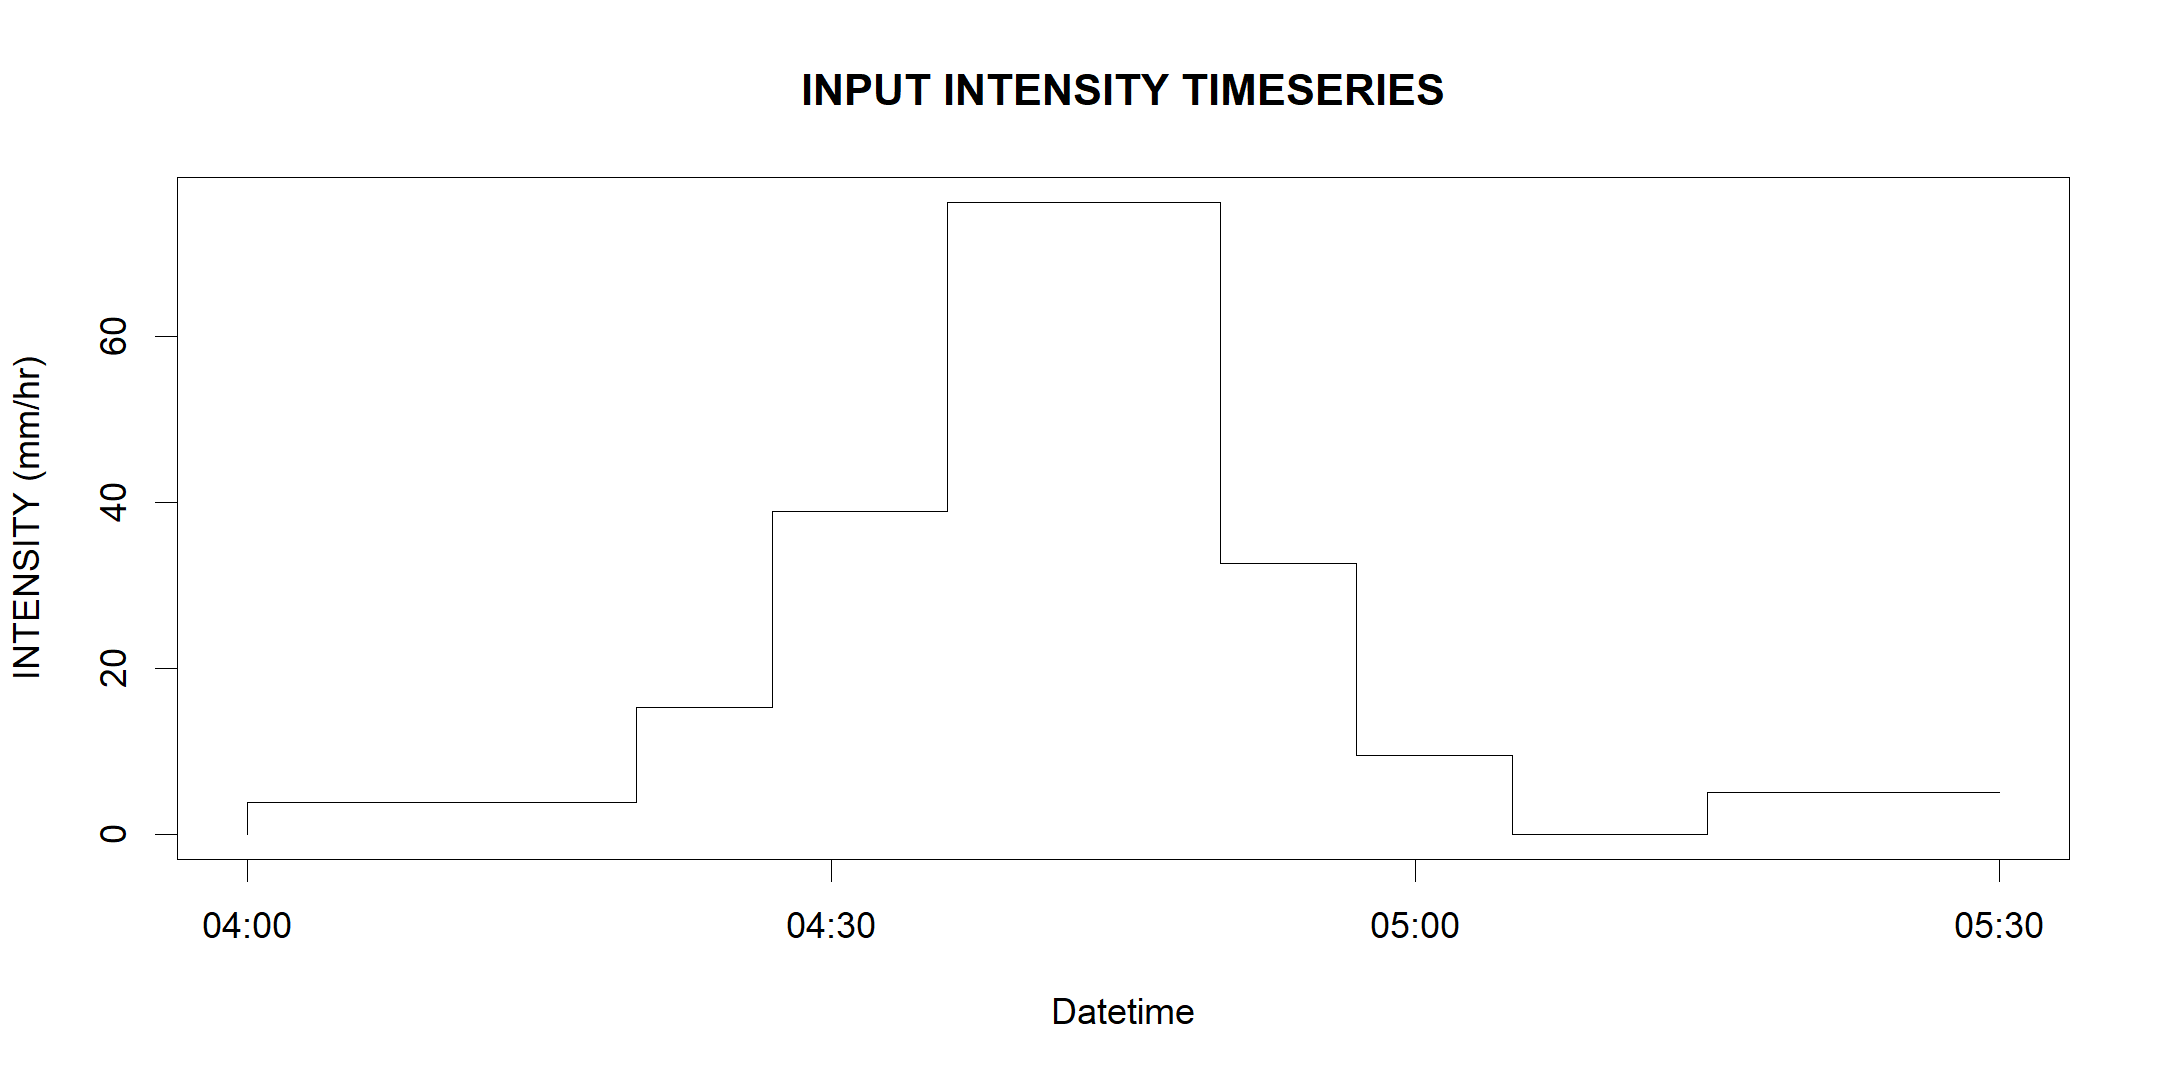 INPUT INTENSITY TIMESERIES
INTENSITY (mm/hr)
60
40
20
0
04:00 04:30 05:00 05:30
Datetime